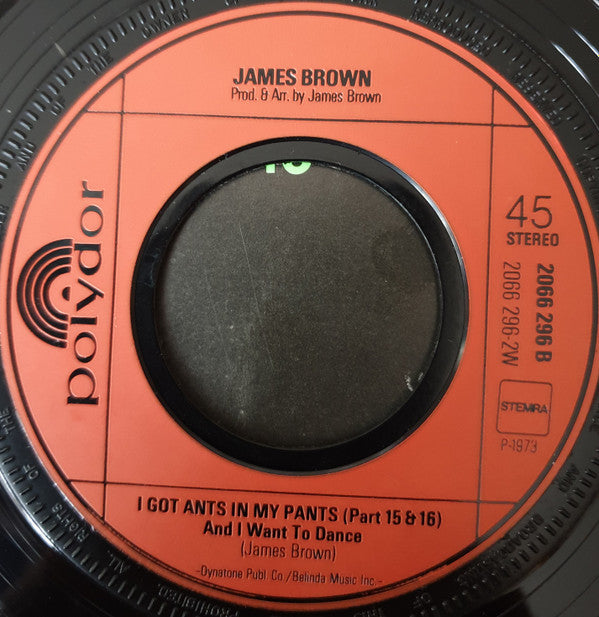 JAMES BROWN
Prod. & Arr. by James Brown
polydor
45
STEREO
2066 296 B
2066 296-2W
STEMRA
P-1973
I GOT ANTS IN MY PANTS (Part 15 & 16)
And I Want To Dance
(James Brown)
-Dynatone Publ Co./Belinda Music Inc.-